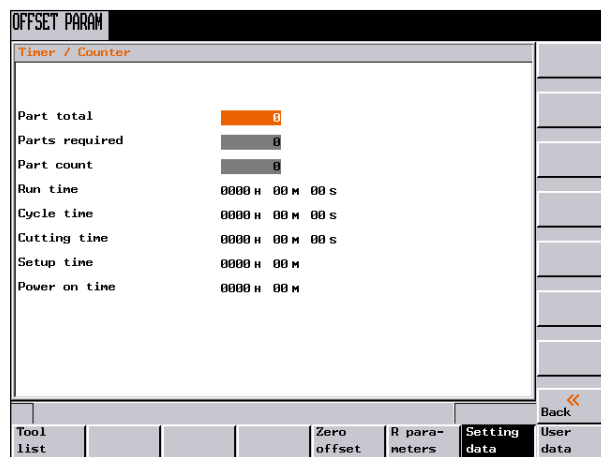 OFFSET PARAM
Timer / Counter
Part total 0
Parts required 0
Part count 0
Run time 0000 H 00 M 00 S
Cycle time 0000 H 00 M 00 S
Cutting time 0000 H 00 M 00 S
Setup time 0000 H 00 M
Power on time 0000 H 00 M
«
Back
Tool list
Zero offset
R para-meters
Setting data
User data